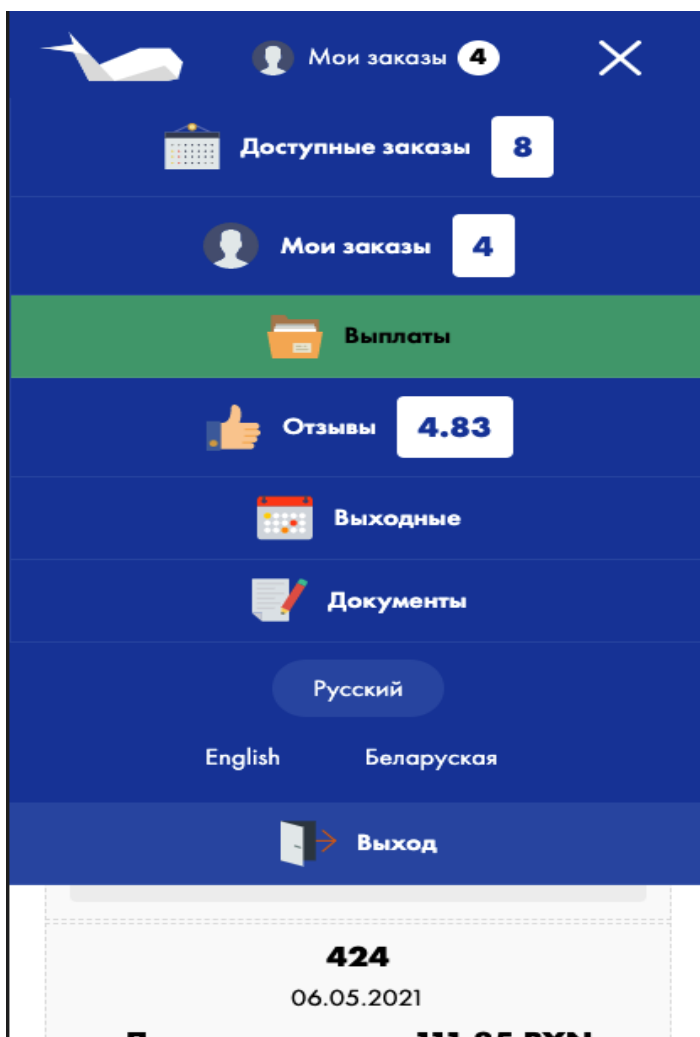 Мои заказы 4
Доступные заказы 8
Мои заказы 4
Выплаты
Отзывы 4.83
Выходные
Документы
Русский
English Беларуская
Выход
424
06.05.2021